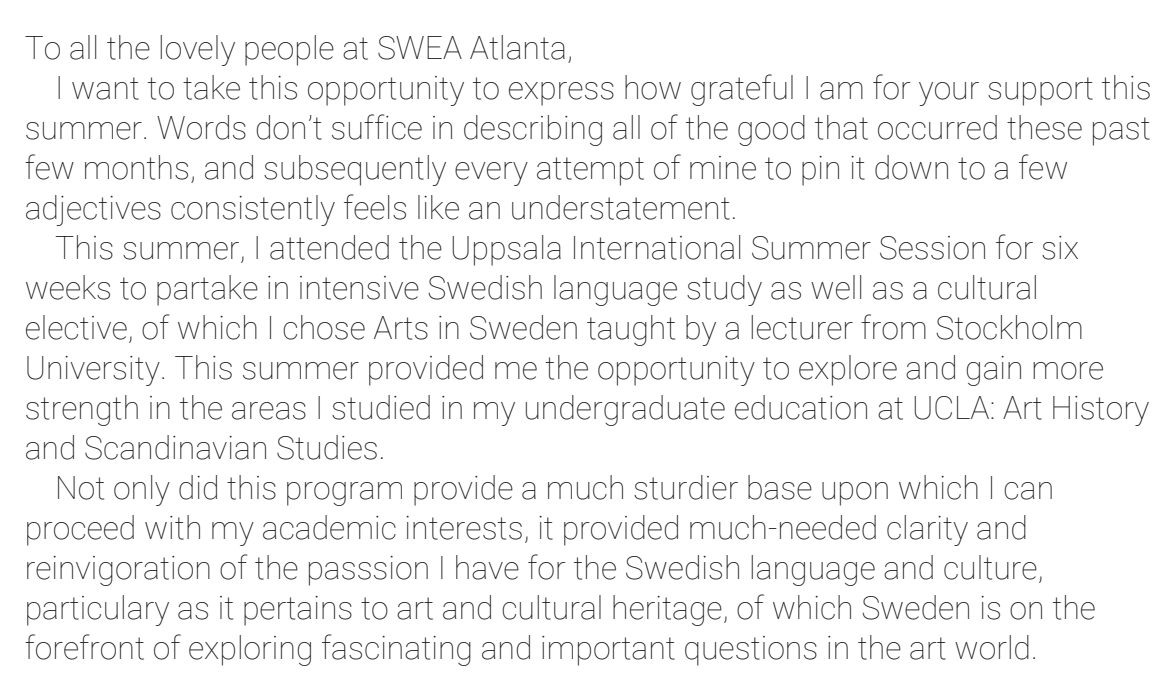 To all the lovely people at SWEA Atlanta,
I want to take this opportunity to express how grateful I am for your support this
summer. Words don’t suffice in describing all of the good that occurred these past
few months, and subsequently every attempt of mine to pin it down to a few
adjectives consistently feels like an understatement.
This summer, I attended the Uppsala International Summer Session for six
weeks to partake in intensive Swedish language study as well as a cultural
elective, of which I chose Arts in Sweden taught by a lecturer from Stockholm
University. This summer provided me the opportunity to explore and gain more
strength in the areas I studied in my undergraduate education at UCLA: Art History
and Scandinavian Studies.
Not only did this program provide a much sturdier base upon which I can
proceed with my academic interests, it provided much-needed clarity and
reinvigoration of the passsion I have for the Swedish language and culture,
particulary as it pertains to art and cultural heritage, of which Sweden is on the
forefront of exploring fascinating and important questions in the art world.